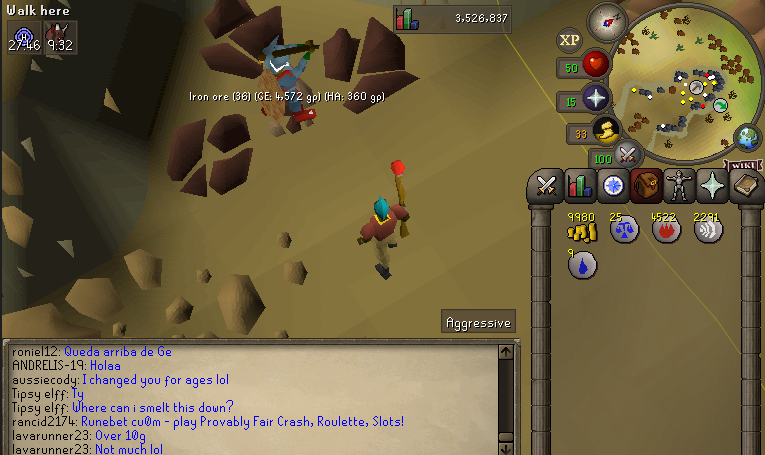 Walk here
3,526,837
27:46 9:32
XP
50
Iron ore (36) (GE: 4,572 gp) (HA: 360 gp)
15
33
100
WIKI
9980 25 4522 2291
9
Aggressive
roniel12: Queda arriba de Ge
ANDRELIS-19: Holaa
aussiecody: I changed you for ages lol
Tipsy elff: Ty
Tipsy elff: Where can i smelt this down?
rancid2174: Runebet cu0m - play Provably Fair Crash, Roulette, Slots!
lavarunner23: Over 10g
lavarunner23: Not much lol